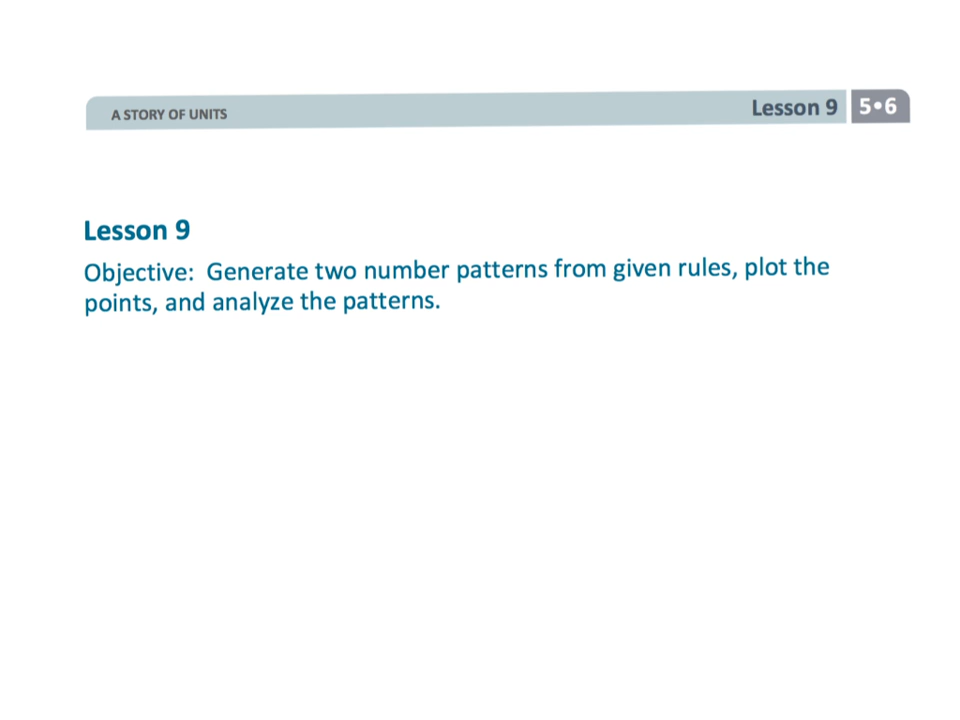 A STORY OF UNITS
Lesson 9 5•6
Lesson 9
Objective: Generate two number patterns from given rules, plot the
points, and analyze the patterns.